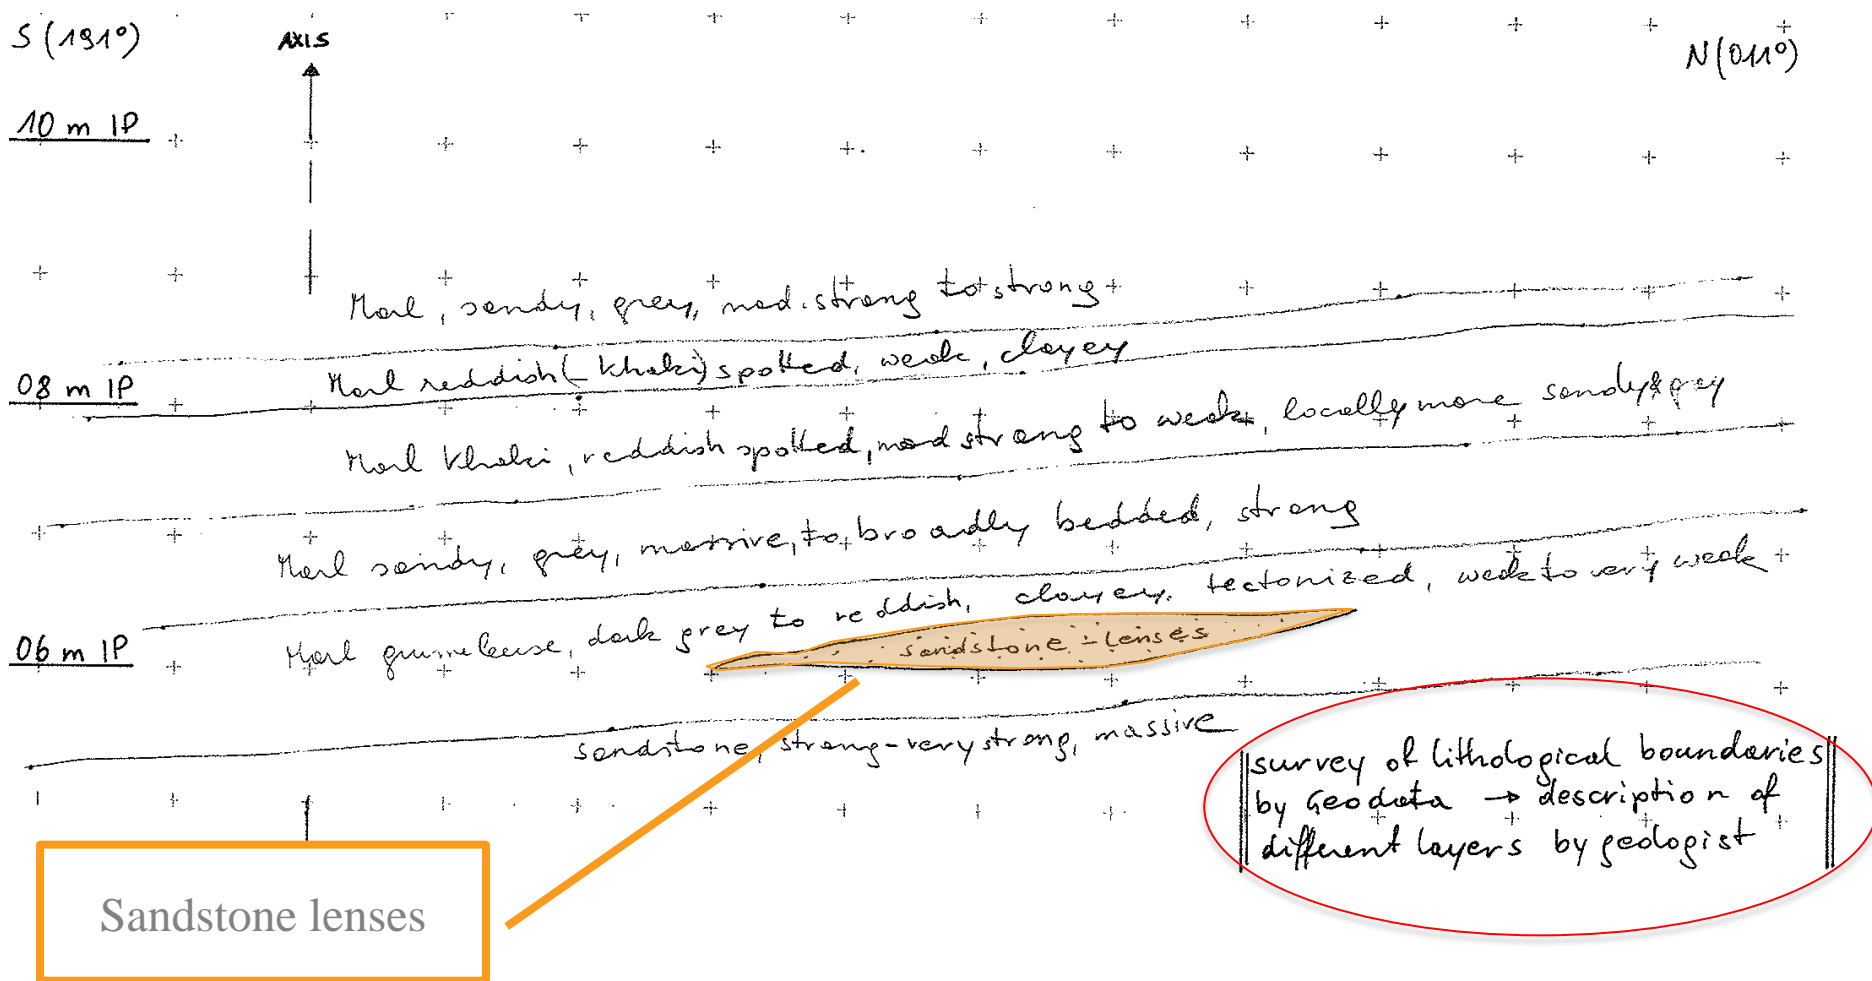 S (191°)
AXIS
N (011°)
10 m IP
Marl, sandy, grey, mod. strong to strong
08 m IP
Marl reddish (- khaki) spotted, weak, clayey
Marl khaki, reddish spotted, mod strong to weak, locally more sandy & grey
Marl sandy, grey, massive, to broadly bedded, strong
Marl grumeleuse, dark grey to reddish, clayey, tectonized, weak to very weak
06 m IP
sandstone - lenses
sandstone, strong-very strong, massive
survey of lithological boundaries
by Geodata → description of
different layers by geologist
Sandstone lenses